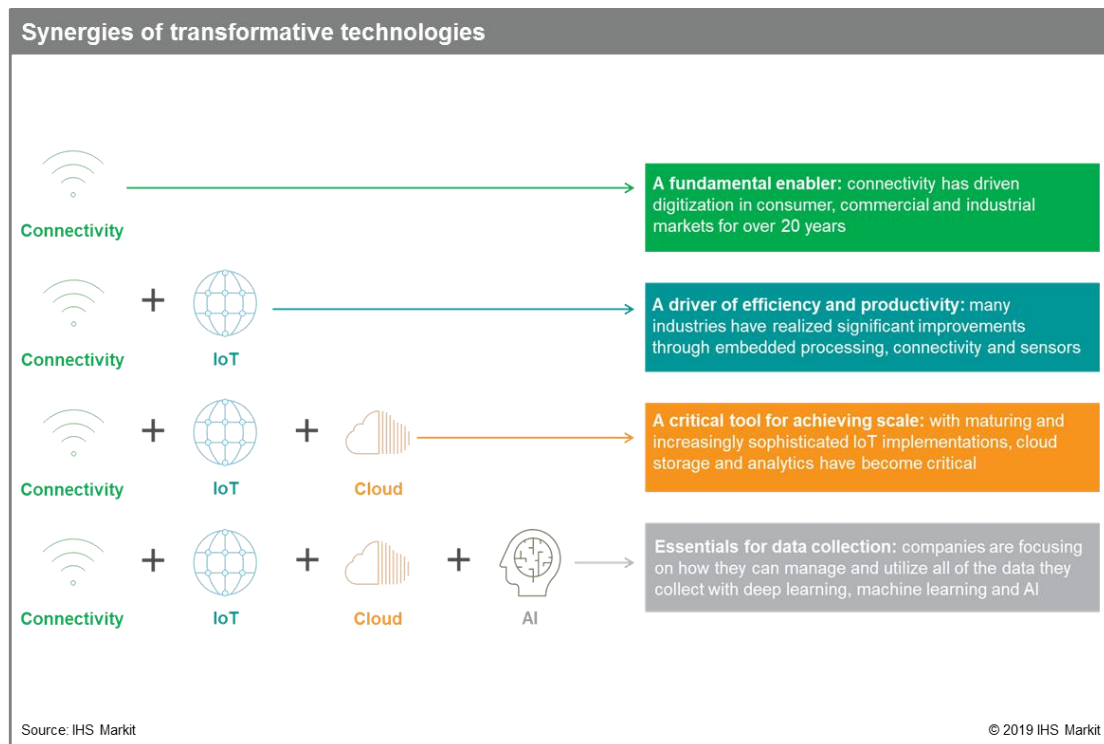 Synergies of transformative technologies
Connectivity
A fundamental enabler: connectivity has driven
digitization in consumer, commercial and industrial
markets for over 20 years
+
Connectivity
IoT
A driver of efficiency and productivity: many
industries have realized significant improvements
through embedded processing, connectivity and sensors
+ +
Connectivity
IoT
Cloud
A critical tool for achieving scale: with maturing and
increasingly sophisticated IoT implementations, cloud
storage and analytics have become critical
+ + +
Connectivity
IoT
Cloud
AI
Essentials for data collection: companies are focusing
on how they can manage and utilize all of the data they
collect with deep learning, machine learning and AI
Source: IHS Markit
© 2019 IHS Markit